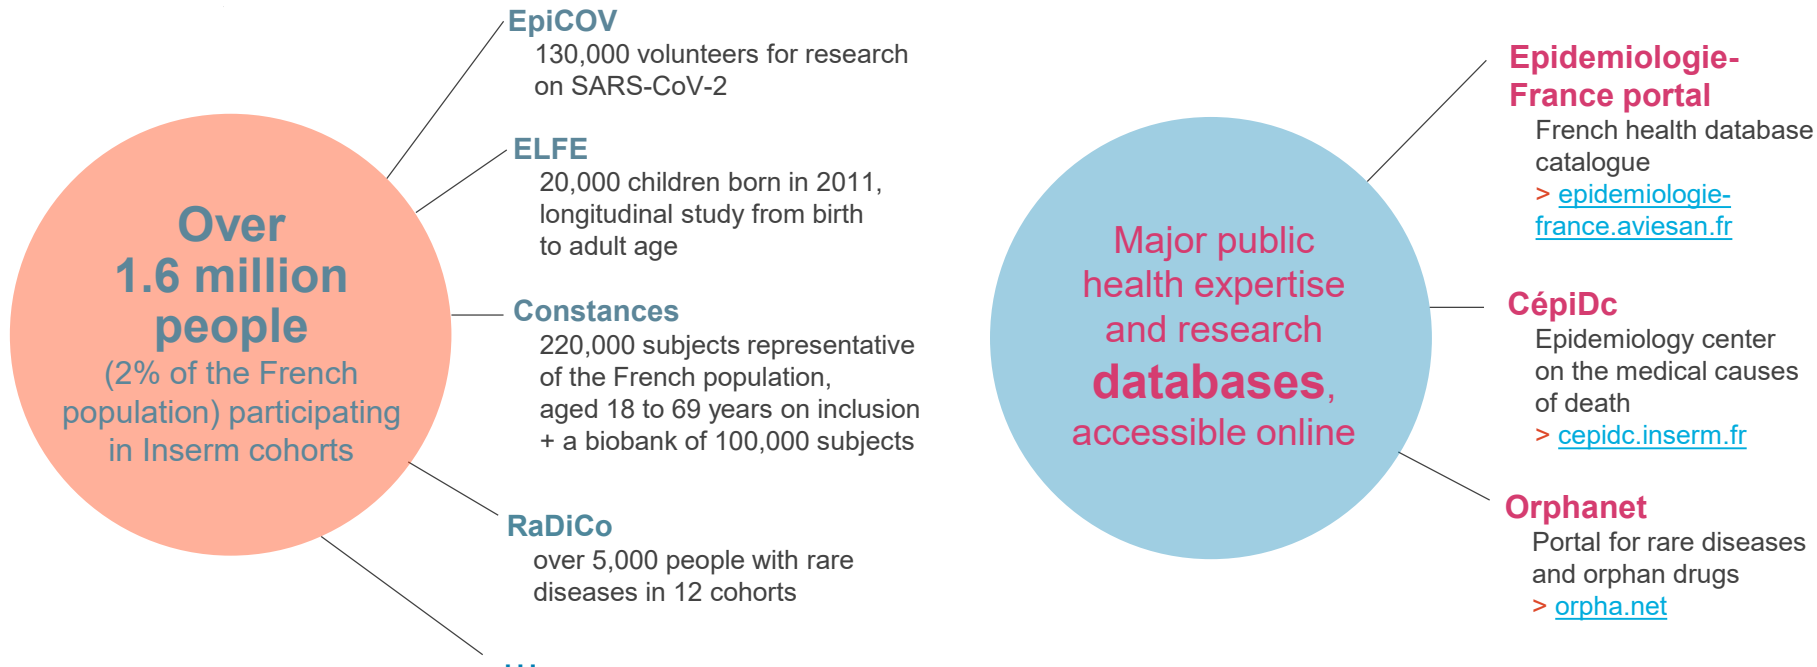 Over
1.6 million
people
(2% of the French
population) participating
in Inserm cohorts
EpiCOV
130,000 volunteers for research
on SARS-CoV-2
ELFE
20,000 children born in 2011,
longitudinal study from birth
to adult age
Constances
220,000 subjects representative
of the French population,
aged 18 to 69 years on inclusion
+ a biobank of 100,000 subjects
RaDiCo
over 5,000 people with rare
diseases in 12 cohorts
Major public
health expertise
and research
databases,
accessible online
Epidemiologie-
France portal
French health database
catalogue
> epidemiologie-
france.aviesan.fr
CépiDc
Epidemiology center
on the medical causes
of death
> cepidc.inserm.fr
Orphanet
Portal for rare diseases
and orphan drugs
> orpha.net